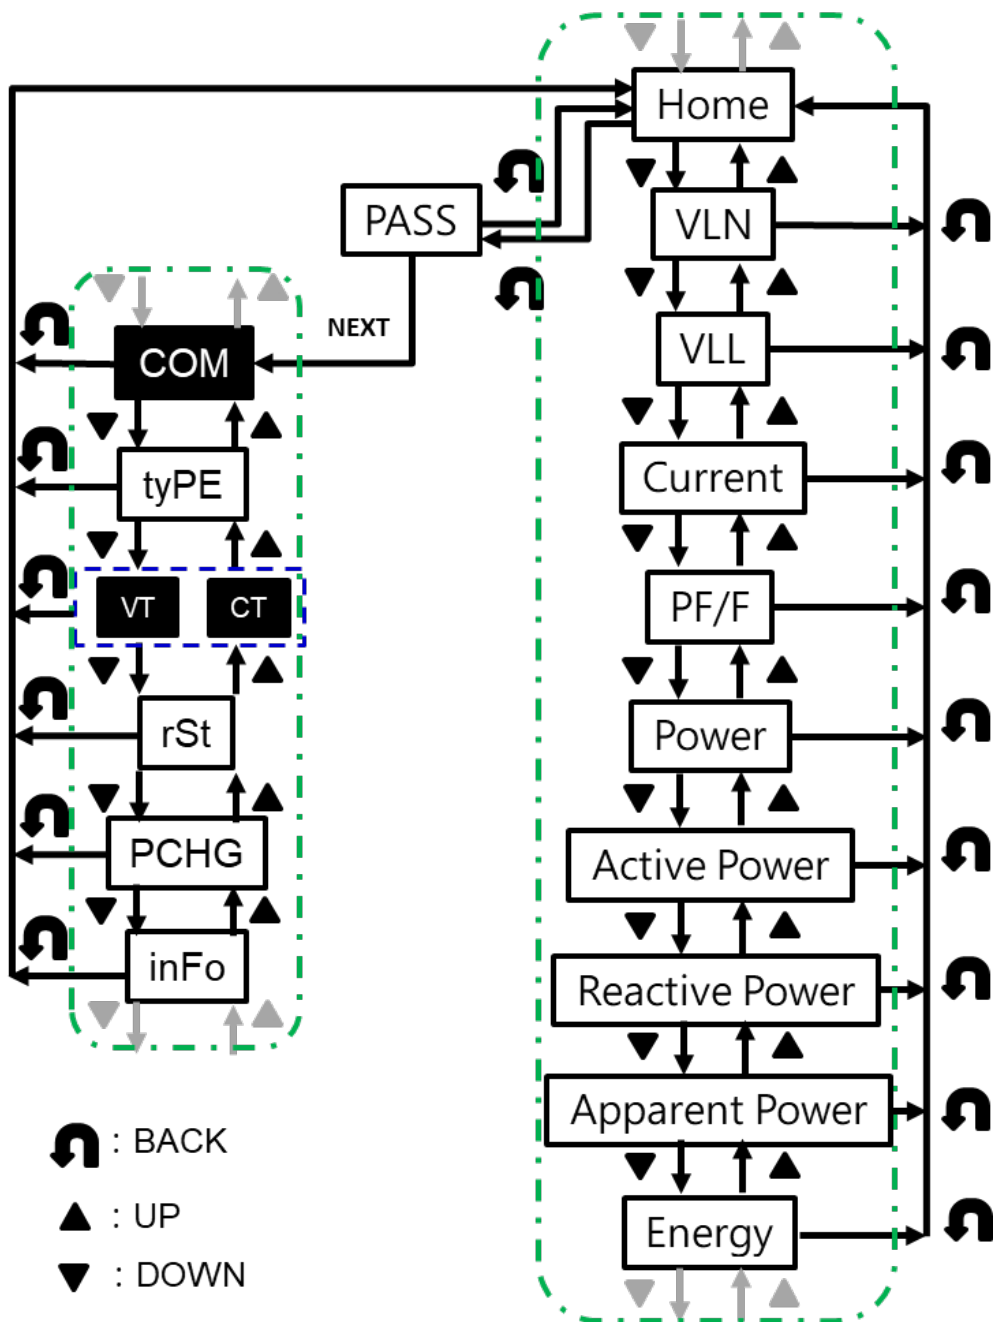 Home
PASS
VLN
NEXT
VLL
COM
tyPE
Current
VT
CT
PF/F
rSt
Power
PCHG
Active Power
inFo
Reactive Power
Apparent Power
: BACK
: UP
Energy
: DOWN